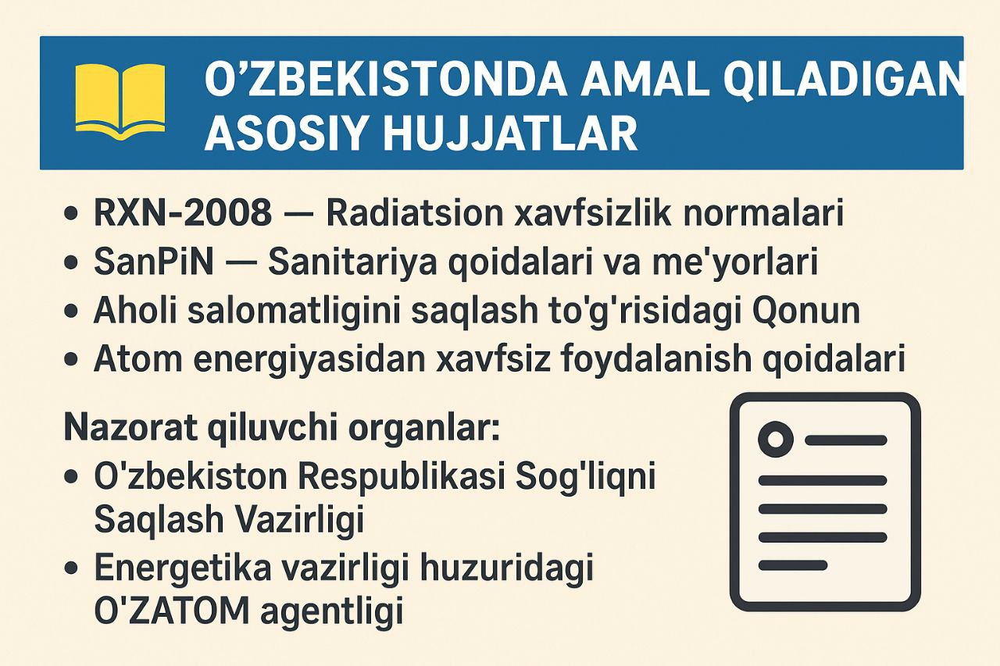 O’ZBEKISTONDA AMAL QILADIGAN
ASOSIY HUJJATLAR
• RXN-2008 — Radiatsion xavfsizlik normalari
• SanPiN — Sanitariya qoidalari va me'yorlari
• Aholi salomatligini saqlash to'g'risidagi Qonun
• Atom energiyasidan xavfsiz foydalanish qoidalari
Nazorat qiluvchi organlar:
• O'zbekiston Respublikasi Sog'liqni
Saqlash Vazirligi
• Energetika vazirligi huzuridagi
O'ZATOM agentligi